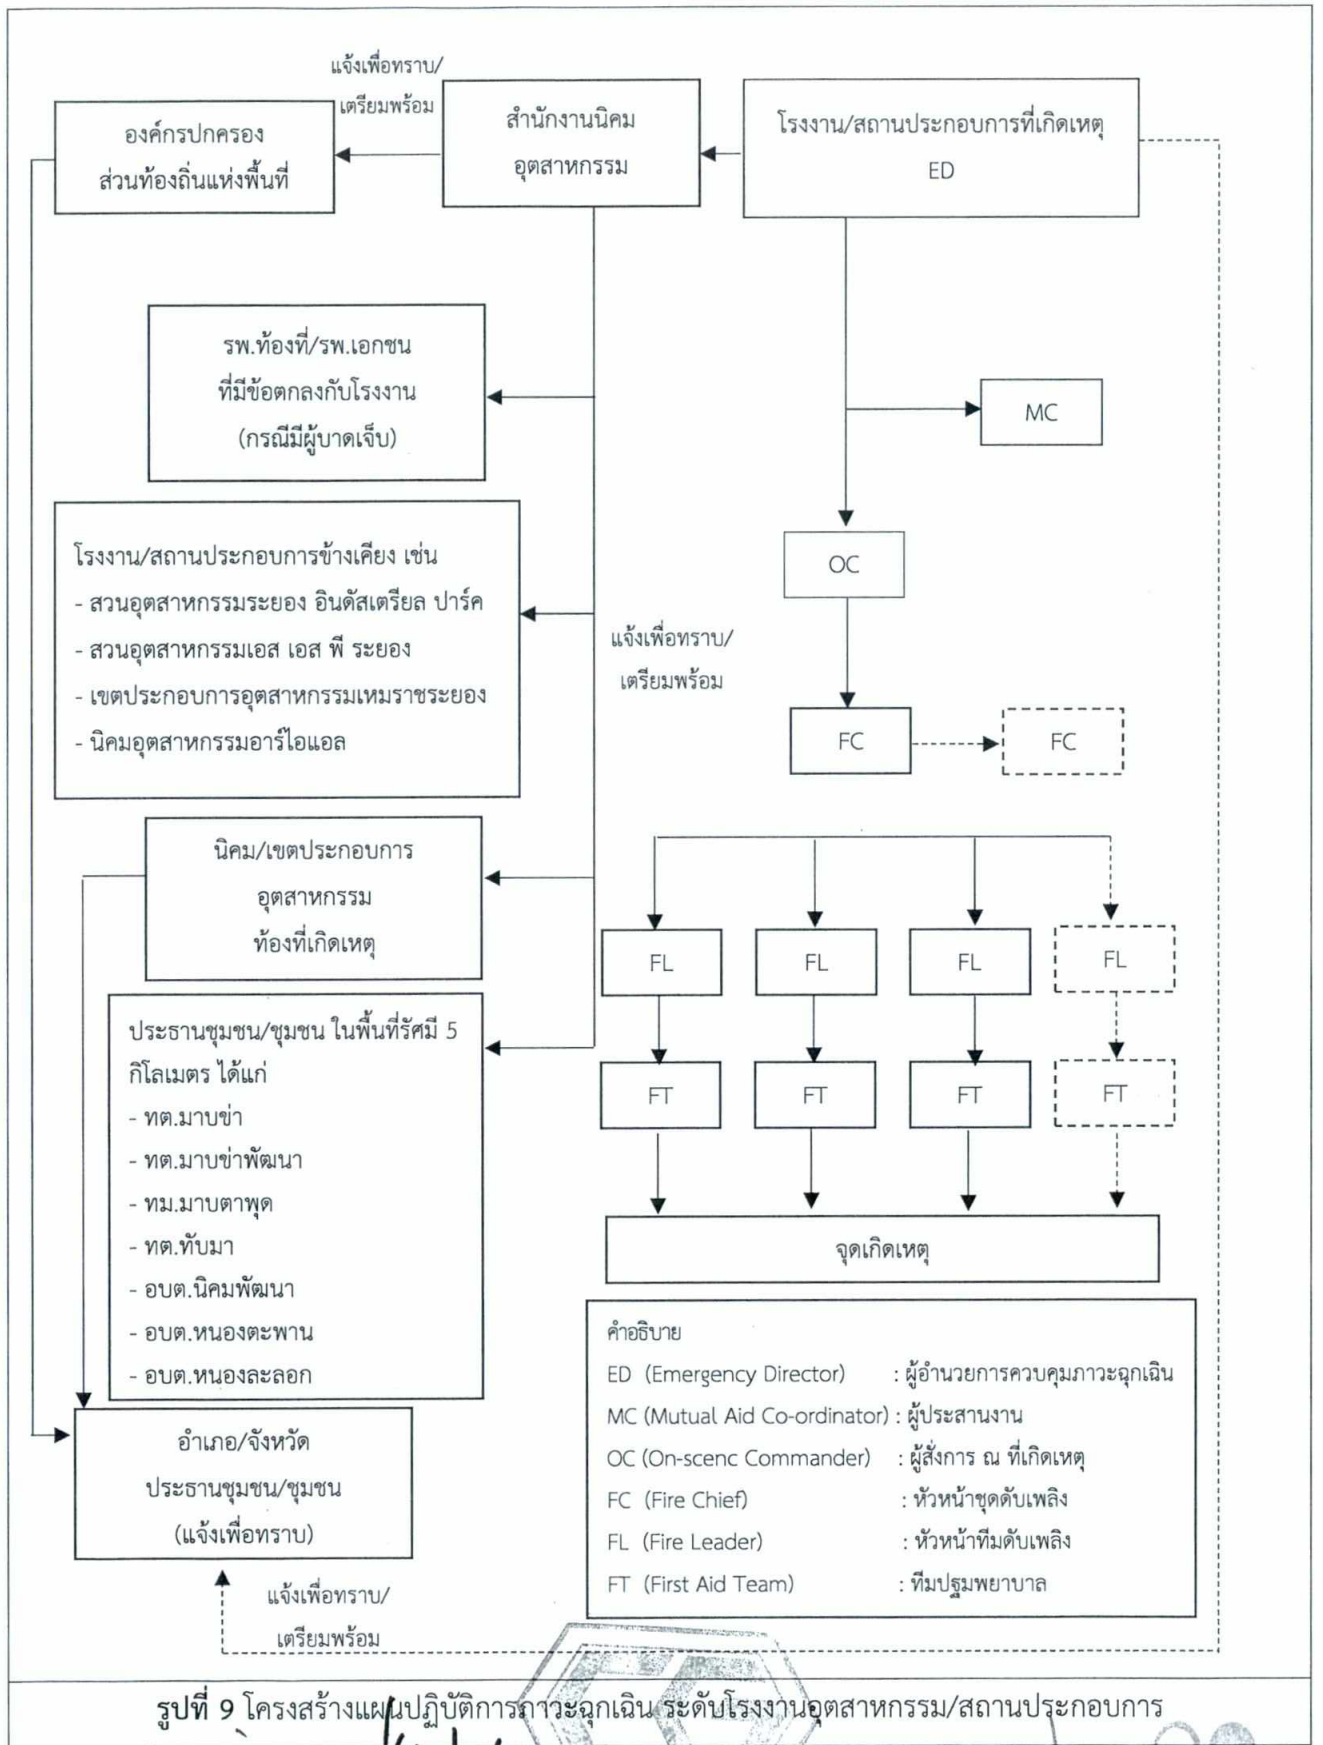 แจ้งเพื่อทราบ/
เตรียมพร้อม
องค์กรปกครอง
ส่วนท้องถิ่นแห่งพื้นที่
สำนักงานนิคม
อุตสาหกรรม
โรงงาน/สถานประกอบการที่เกิดเหตุ
ED
รพ.ท้องที่/รพ.เอกชน
ที่มีข้อตกลงกับโรงงาน
(กรณีมีผู้บาดเจ็บ)
MC
โรงงาน/สถานประกอบการข้างเคียง เช่น
- สวนอุตสาหกรรมระยอง อินดัสเตรียล ปาร์ค
- สวนอุตสาหกรรมเอส เอส พี ระยอง
- เขตประกอบการอุตสาหกรรมเหมราชระยอง
- นิคมอุตสาหกรรมอาร์ไอแอล
OC
แจ้งเพื่อทราบ/
เตรียมพร้อม
FC
FC
นิคม/เขตประกอบการ
อุตสาหกรรม
ท้องที่เกิดเหตุ
FL
FL
FL
FL
ประธานชุมชน/ชุมชน ในพื้นที่รัศมี 5
กิโลเมตร ได้แก่
- ทต.มาบข่า
- ทต.มาบข่าพัฒนา
- ทม.มาบตาพุด
- ทต.ทับมา
- อบต.นิคมพัฒนา
- อบต.หนองตะพาน
- อบต.หนองละลอก
FT
FT
FT
FT
จุดเกิดเหตุ
คำอธิบาย
ED (Emergency Director) : ผู้อำนวยการควบคุมภาวะฉุกเฉิน
MC (Mutual Aid Co-ordinator) : ผู้ประสานงาน
OC (On-scenc Commander) : ผู้สั่งการ ณ ที่เกิดเหตุ
FC (Fire Chief) : หัวหน้าชุดดับเพลิง
FL (Fire Leader) : หัวหน้าทีมดับเพลิง
FT (First Aid Team) : ทีมปฐมพยาบาล
อำเภอ/จังหวัด
ประธานชุมชน/ชุมชน
(แจ้งเพื่อทราบ)
แจ้งเพื่อทราบ/
เตรียมพร้อม
รูปที่ 9 โครงสร้างแผนปฏิบัติการภาวะฉุกเฉิน ระดับโรงงานอุตสาหกรรม/สถานประกอบการ